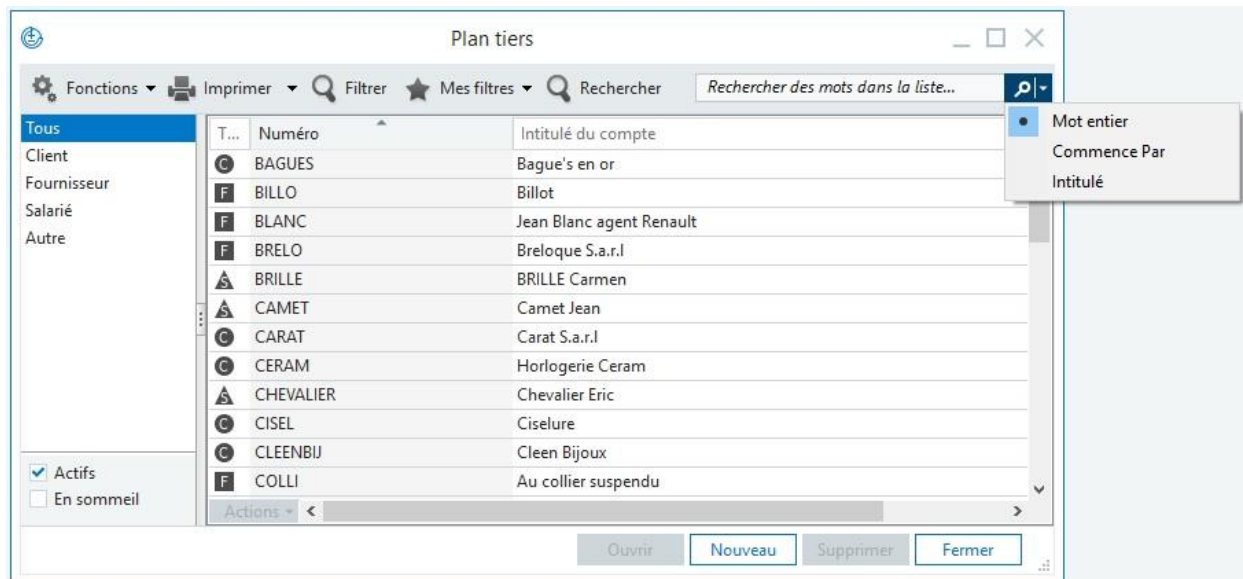 Plan tiers
Fonctions Imprimer Filtrer Mes filtres Rechercher Rechercher des mots dans la liste...
Mot entier
Commence Par
Intitulé
Tous
Client
Fournisseur
Salarié
Autre
T... Numéro Intitulé du compte
C BAGUES Bague's en or
F BILLO Billot
F BLANC Jean Blanc agent Renault
F BRELO Breloque S.a.r.l
S BRILLE BRILLE Carmen
S CAMET Camet Jean
C CARAT Carat S.a.r.l
C CERAM Horlogerie Ceram
S CHEVALIER Chevalier Eric
C CISEL Ciselure
C CLEENBIJ Cleen Bijoux
F COLLI Au collier suspendu
Actifs
En sommeil
Actions
Ouvrir Nouveau Supprimer Fermer